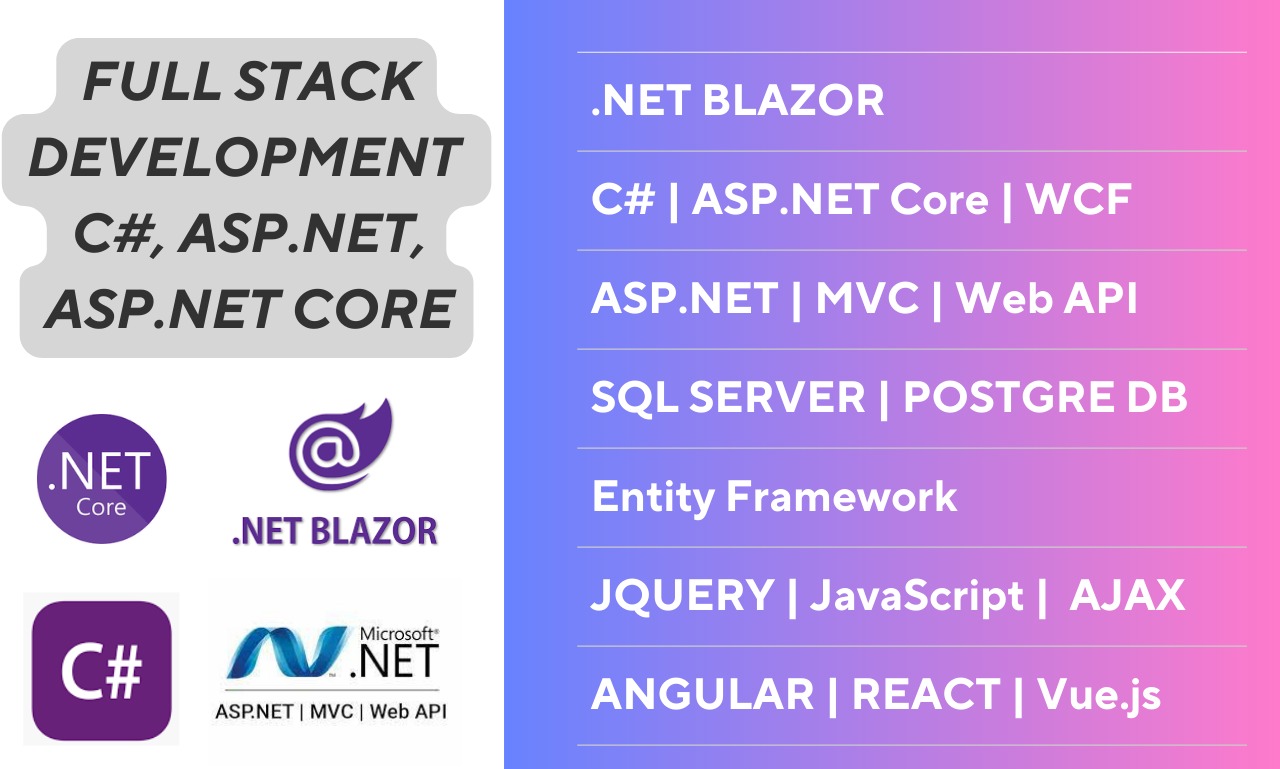 FULL STACK
DEVELOPMENT
C#, ASP.NET,
ASP.NET CORE
.NET
Core
@
.NET BLAZOR
C#
Microsoft®
.NET
™
ASP.NET | MVC | Web API
.NET BLAZOR
C# | ASP.NET Core | WCF
ASP.NET | MVC | Web API
SQL SERVER | POSTGRE DB
Entity Framework
JQUERY | JavaScript | AJAX
ANGULAR | REACT | Vue.js